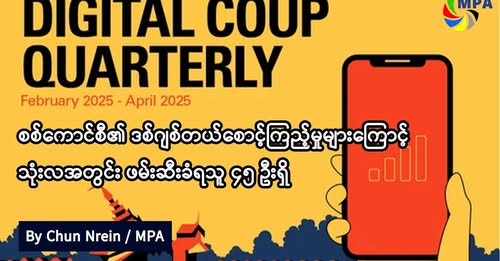 MPA
DIGITAL COUP
QUARTERLY
February 2025 - April 2025
စစ်ကောင်စီ၏ ဒစ်ဂျစ်တယ်စောင့်ကြည့်မှုများကြောင့်
သုံးလအတွင်း ဖမ်းဆီးခံရသူ ၄၅ ဦးရှိ
By Chun Nrein / MPA